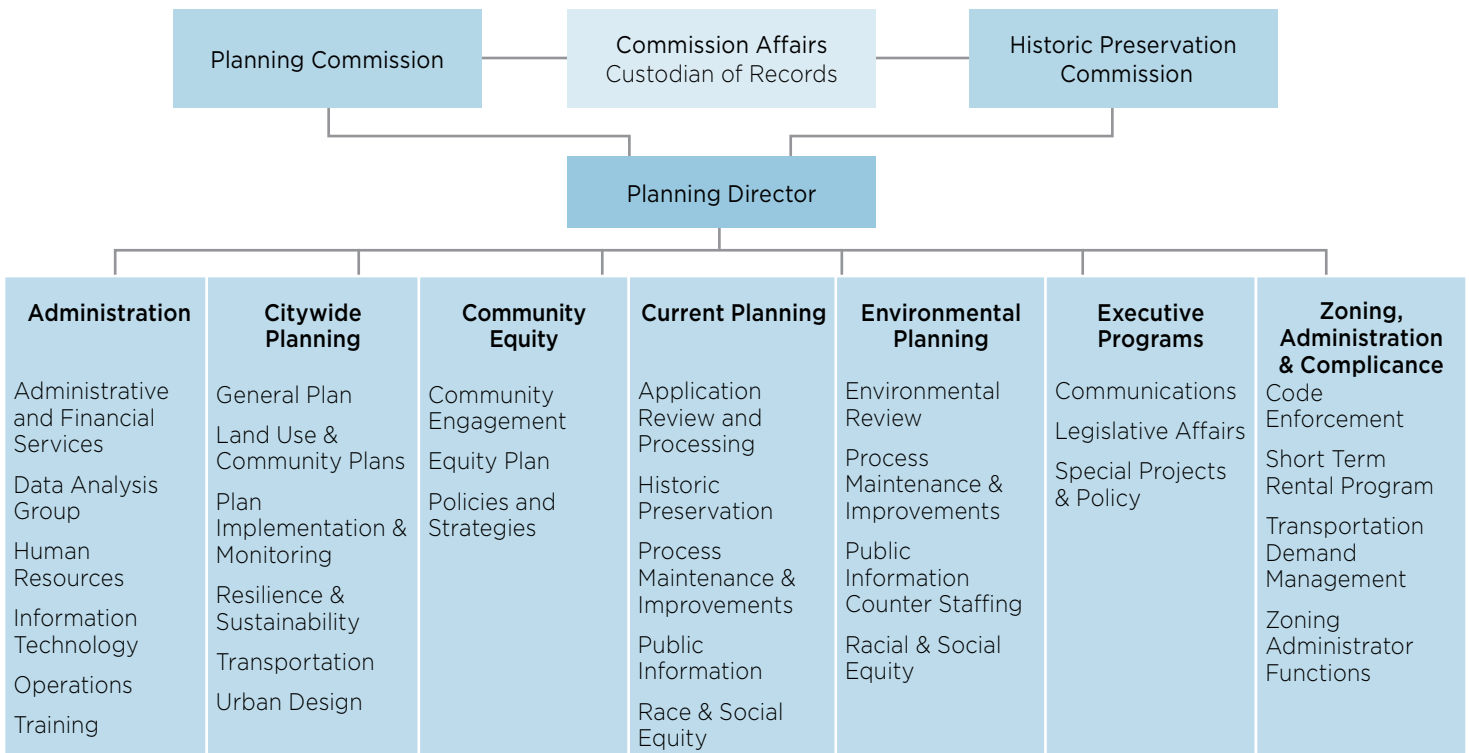 Planning Commission
Commission Affairs
Custodian of Records
Historic Preservation
Commission
Planning Director
Administration
Administrative
and Financial
Services
Data Analysis
Group
Human
Resources
Information
Technology
Operations
Training
Citywide
Planning
General Plan
Land Use &
Community Plans
Plan
Implementation &
Monitoring
Resilience &
Sustainability
Transportation
Urban Design
Community
Equity
Community
Engagement
Equity Plan
Policies and
Strategies
Current Planning
Application
Review and
Processing
Historic
Preservation
Process
Maintenance &
Improvements
Public
Information
Race & Social
Equity
Environmental
Planning
Environmental
Review
Process
Maintenance &
Improvements
Public
Information
Counter Staffing
Racial & Social
Equity
Executive
Programs
Communications
Legislative Affairs
Special Projects
& Policy
Zoning,
Administration
& Complicance
Code
Enforcement
Short Term
Rental Program
Transportation
Demand
Management
Zoning
Administrator
Functions